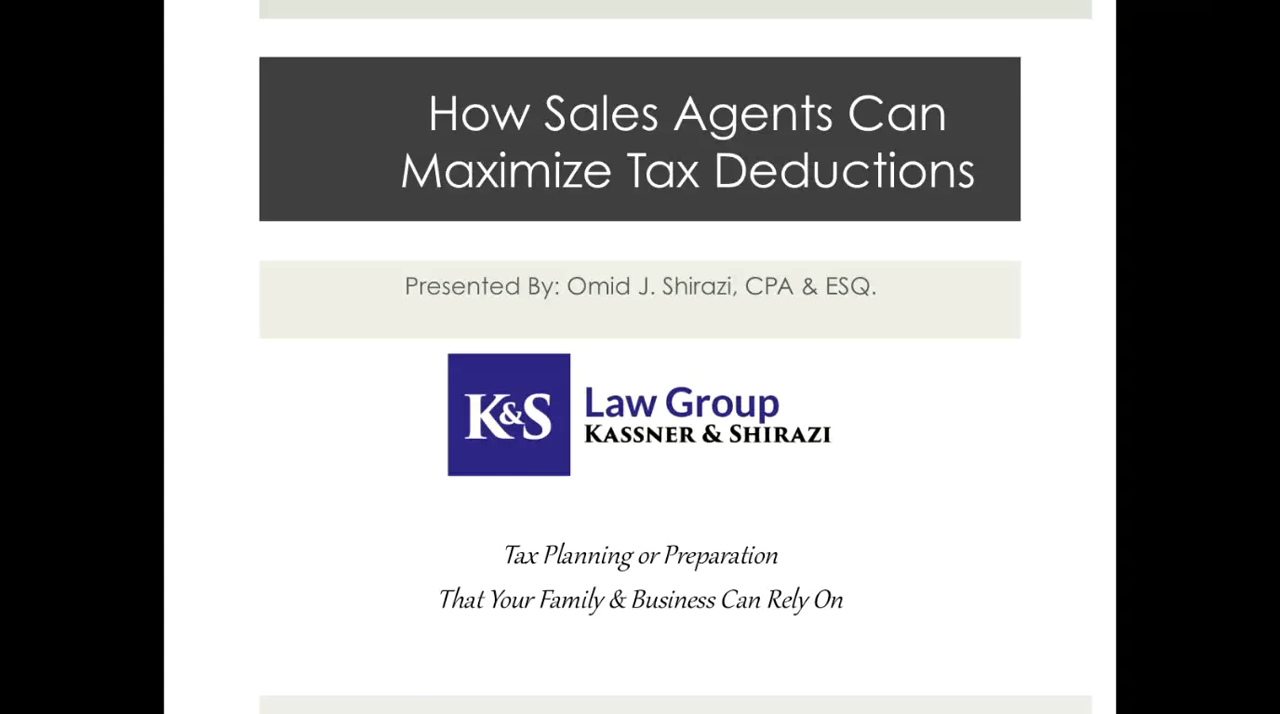 How Sales Agents Can
Maximize Tax Deductions
Presented By: Omid J. Shirazi, CPA & ESQ.
K&S
Law Group
KASSNER & SHIRAZI
Tax Planning or Preparation
That Your Family & Business Can Rely On